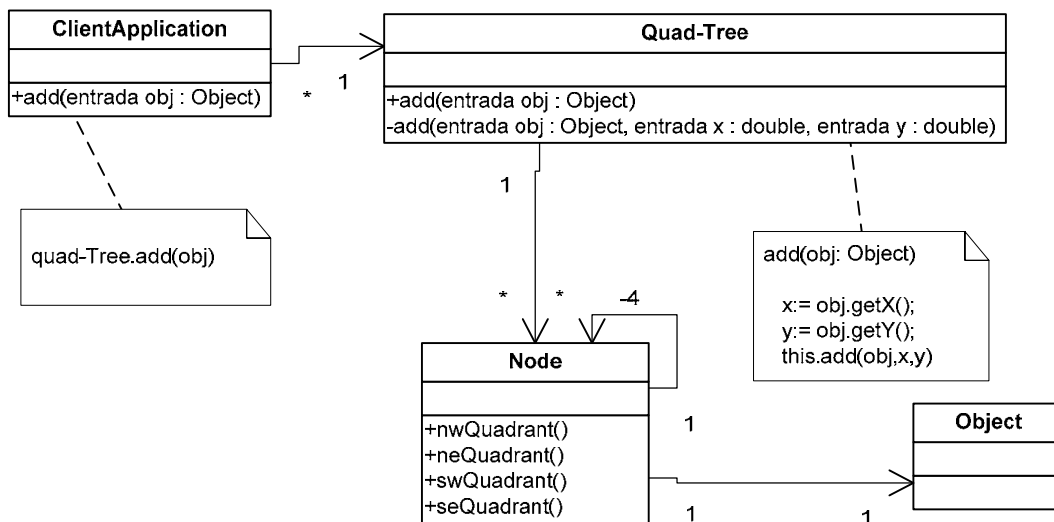 ClientApplication
+add(entrada obj : Object)
*
1
Quad-Tree
+add(entrada obj : Object)
-add(entrada obj : Object, entrada x : double, entrada y : double)
quad-Tree.add(obj)
1
add(obj: Object)
x:= obj.getX();
y:= obj.getY();
this.add(obj,x,y)
*
*
-4
Node
+nwQuadrant()
+neQuadrant()
+swQuadrant()
+seQuadrant()
1
1
1
Object